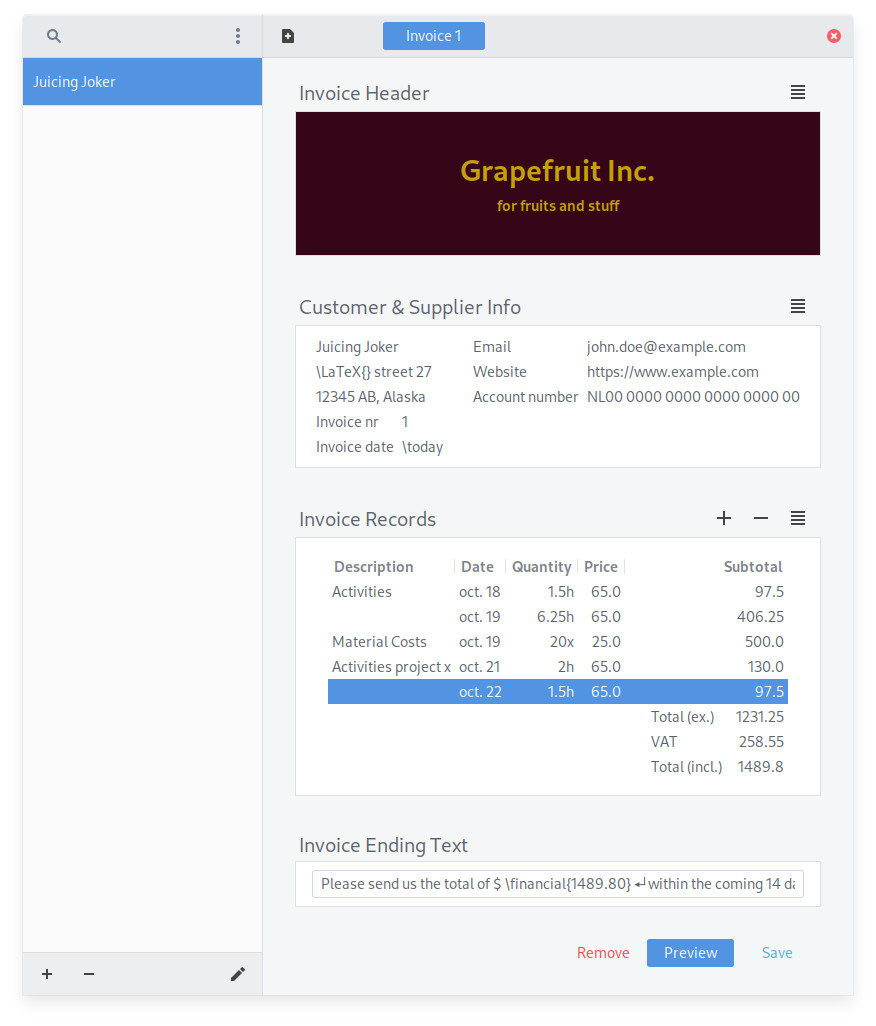 Invoice 1
Juicing Joker
Invoice Header
Grapefruit Inc.
for fruits and stuff
Customer & Supplier Info
Juicing Joker Email john.doe@example.com
\LaTeX{} street 27 Website https://www.example.com
12345 AB, Alaska Account number NL00 0000 0000 0000 0000 00
Invoice nr 1
Invoice date \today
Invoice Records
Description Date Quantity Price Subtotal
Activities oct. 18 1.5h 65.0 97.5
oct. 19 6.25h 65.0 406.25
Material Costs oct. 19 20x 25.0 500.0
Activities project x oct. 21 2h 65.0 130.0
oct. 22 1.5h 65.0 97.5
Total (ex.) 1231.25
VAT 258.55
Total (incl.) 1489.8
Invoice Ending Text
Please send us the total of $ \financial{1489.80} ↵ within the coming 14 da
Remove Preview Save